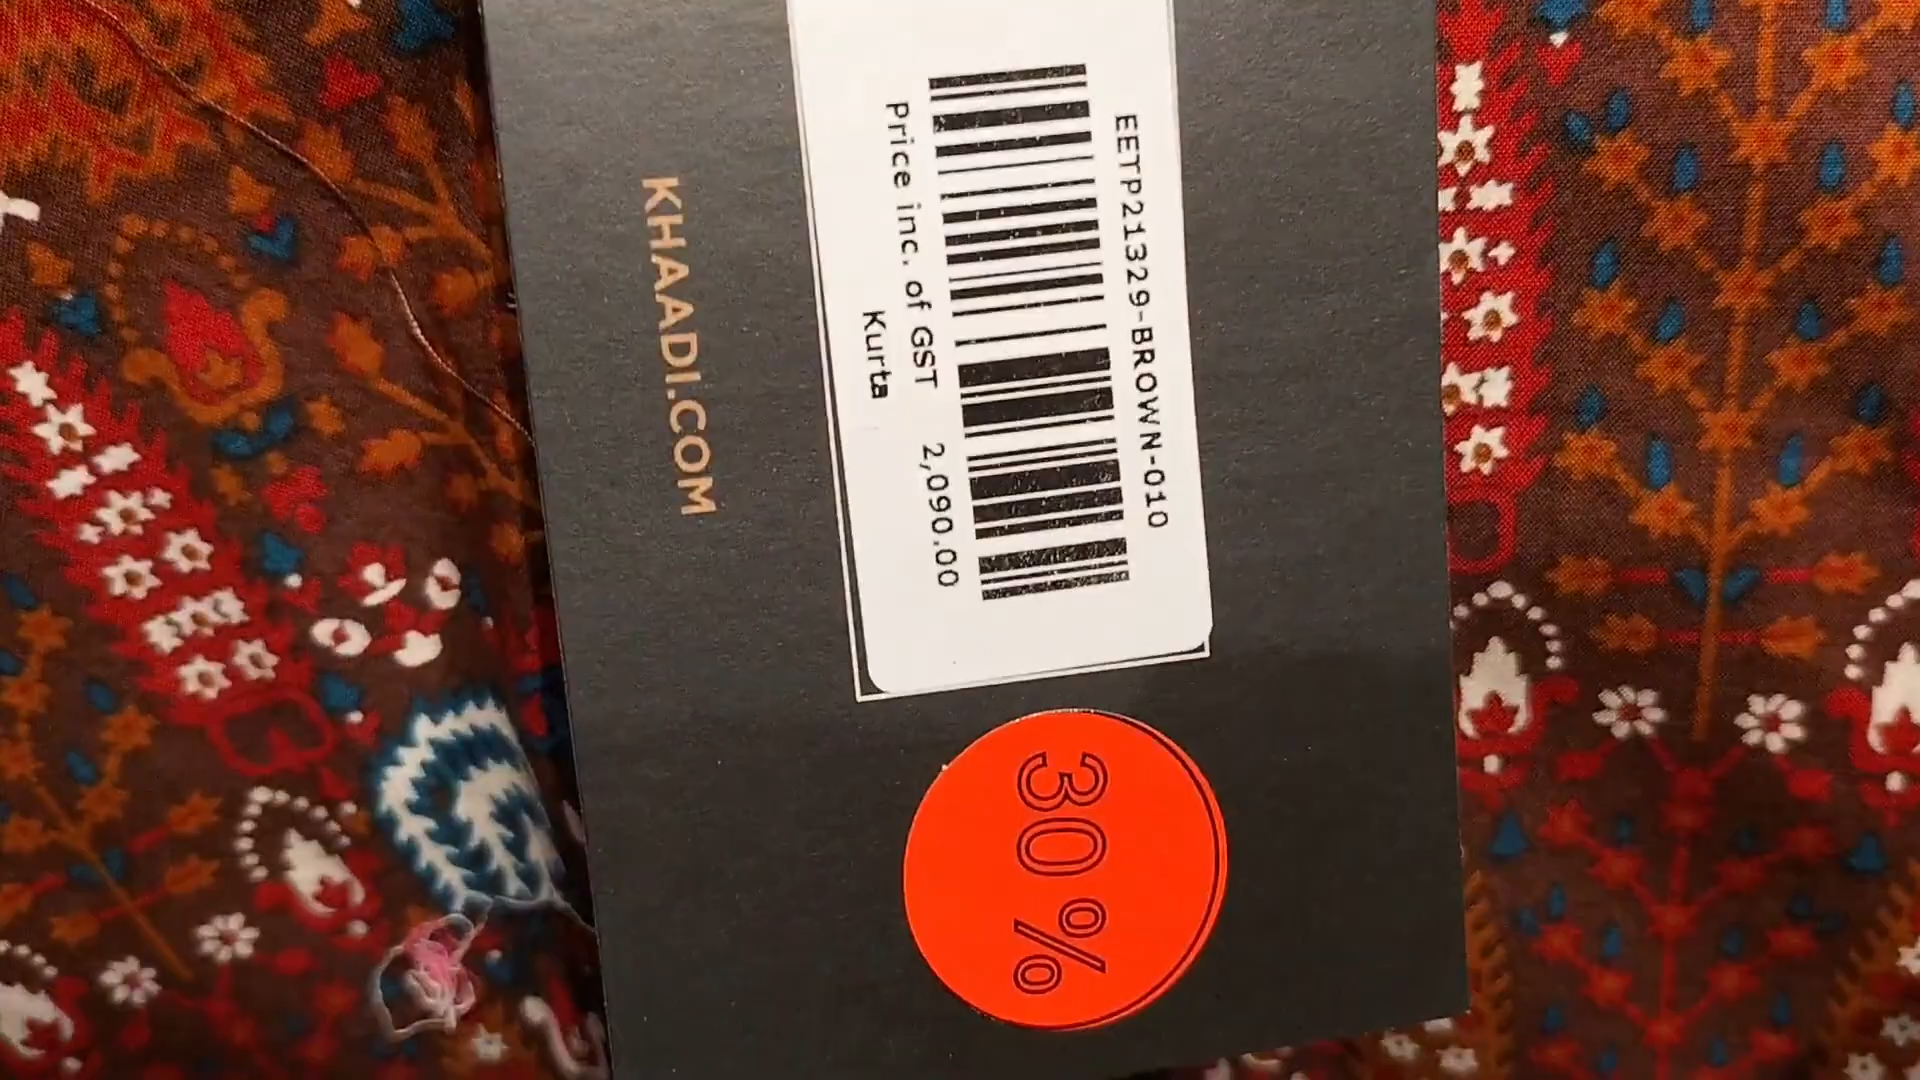 EETP21329-BROWN-010
Price inc. of GST 2,090.00
Kurta
KHAADI.COM
30%